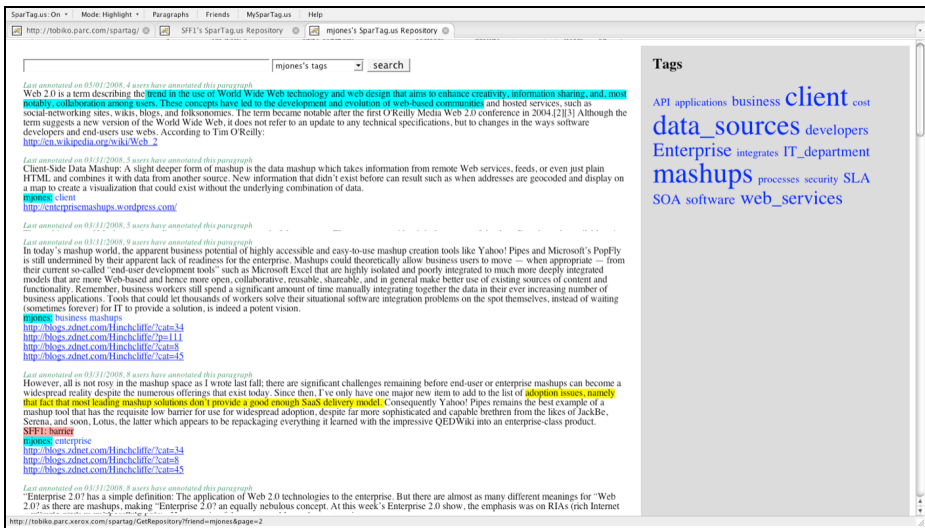 SparTag.us: On Mode: Highlight Paragraphs Friends MySparTag.us Help
http://tobiko.parc.com/spartag/ SFF1's SparTag.us Repository mjones's SparTag.us Repository
mjones's tags search
Last annotated on 05/01/2008, 4 users have annotated this paragraph
Web 2.0 is a term describing the trend in the use of World Wide Web technology and web design that aims to enhance creativity, information sharing, and, most
notably, collaboration among users. These concepts have led to the development and evolution of web-based communities and hosted services, such as
social-networking sites, wikis, blogs, and folksonomies. The term became notable after the first O'Reilly Media Web 2.0 conference in 2004.[2][3] Although the
term suggests a new version of the World Wide Web, it does not refer to an update to any technical specifications, but to changes in the ways software
developers and end-users use webs. According to Tim O'Reilly:
http://en.wikipedia.org/wiki/Web_2
Last annotated on 03/31/2008, 5 users have annotated this paragraph
Client-Side Data Mashup: A slight deeper form of mashup is the data mashup which takes information from remote Web services, feeds, or even just plain
HTML and combines it with data from another source. New information that didn't exist before can result such as when addresses are geocoded and display on
a map to create a visualization that could exist without the underlying combination of data.
mjones: client
http://enterprisemashups.wordpress.com/
Last annotated on 03/31/2008, 5 users have annotated this paragraph
Last annotated on 03/31/2008, 9 users have annotated this paragraph
In today's mashup world, the apparent business potential of highly accessible and easy-to-use mashup creation tools like Yahoo! Pipes and Microsoft's PopFly
is still undermined by their apparent lack of readiness for the enterprise. Mashups could theoretically allow business users to move — when appropriate — from
their current so-called "end-user development tools" such as Microsoft Excel that are highly isolated and poorly integrated to much more deeply integrated
models that are more Web-based and hence more open, collaborative, reusable, shareable, and in general make better use of existing sources of content and
functionality. Remember, business workers still spend a significant amount of time manually integrating together the data in their ever increasing number of
business applications. Tools that could let thousands of workers solve their situational software integration problems on the spot themselves, instead of waiting
(sometimes forever) for IT to provide a solution, is indeed a potent vision.
mjones: business mashups
http://blogs.zdnet.com/Hinchcliffe/?cat=34
http://blogs.zdnet.com/Hinchcliffe/?p=111
http://blogs.zdnet.com/Hinchcliffe/?cat=8
http://blogs.zdnet.com/Hinchcliffe/?cat=45
Last annotated on 03/31/2008, 8 users have annotated this paragraph
However, all is not rosy in the mashup space as I wrote last fall; there are significant challenges remaining before end-user or enterprise mashups can become a
widespread reality despite the numerous offerings that exist today. Since then, I've only have one major new item to add to the list of adoption issues, namely
that fact that most leading mashup solutions don't provide a good enough SaaS delivery model. Consequently Yahoo! Pipes remains the best example of a
mashup tool that has the requisite low barrier for use for widespread adoption, despite far more sophisticated and capable brethren from the likes of JackBe,
Serena, and soon, Lotus, the latter which appears to be repackaging everything it learned with the impressive QEDWiki into an enterprise-class product.
SFF1: barrier
mjones: enterprise
http://blogs.zdnet.com/Hinchcliffe/?cat=34
http://blogs.zdnet.com/Hinchcliffe/?cat=8
http://blogs.zdnet.com/Hinchcliffe/?cat=45
Last annotated on 03/31/2008, 8 users have annotated this paragraph
"Enterprise 2.0? has a simple definition: The application of Web 2.0 technologies to the enterprise. But there are almost as many different meanings for "Web
2.0? as there are mashups, making "Enterprise 2.0? an equally nebulous concept. At this week's Enterprise 2.0 show, the emphasis was on RIAs (rich Internet
Tags
API applications business client cost
data_sources developers
Enterprise integrates IT_department
mashups processes security SLA
SOA software web_services
http://tobiko.parc.xerox.com/spartag/GetRepository?friend=mjones&page=2